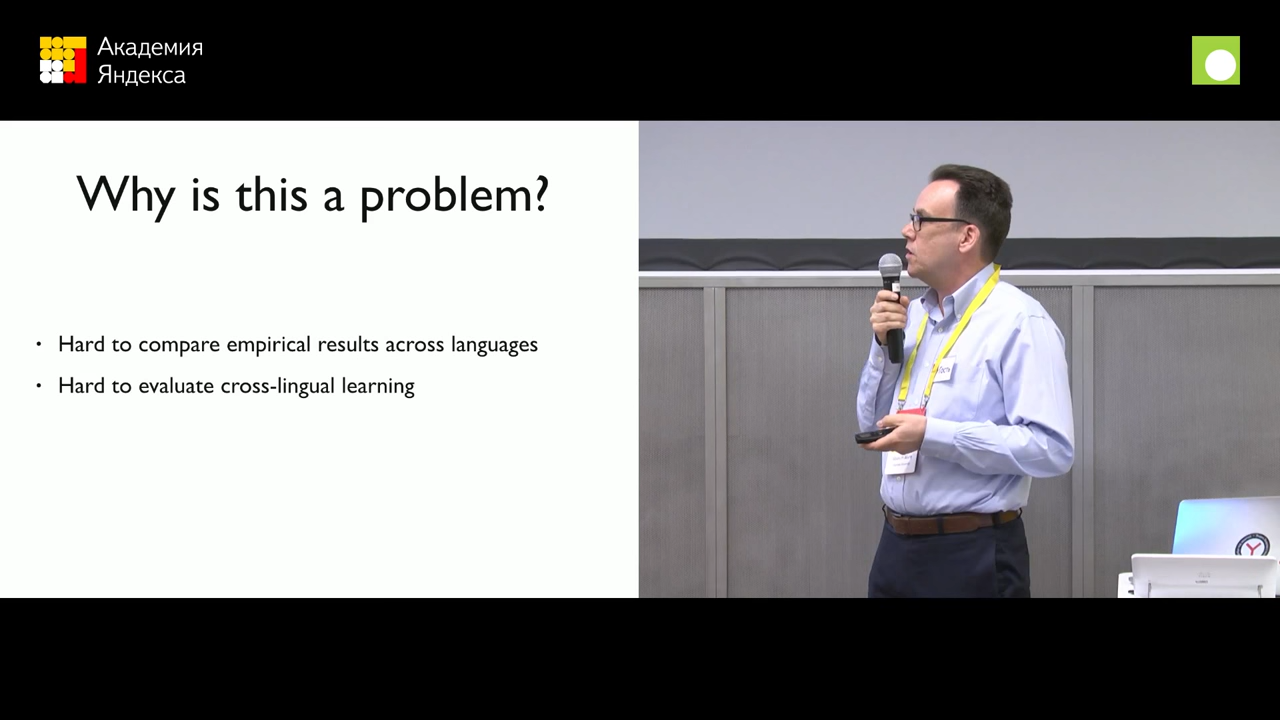 Академия
Яндекса
Why is this a problem?
• Hard to compare empirical results across languages
• Hard to evaluate cross-lingual learning